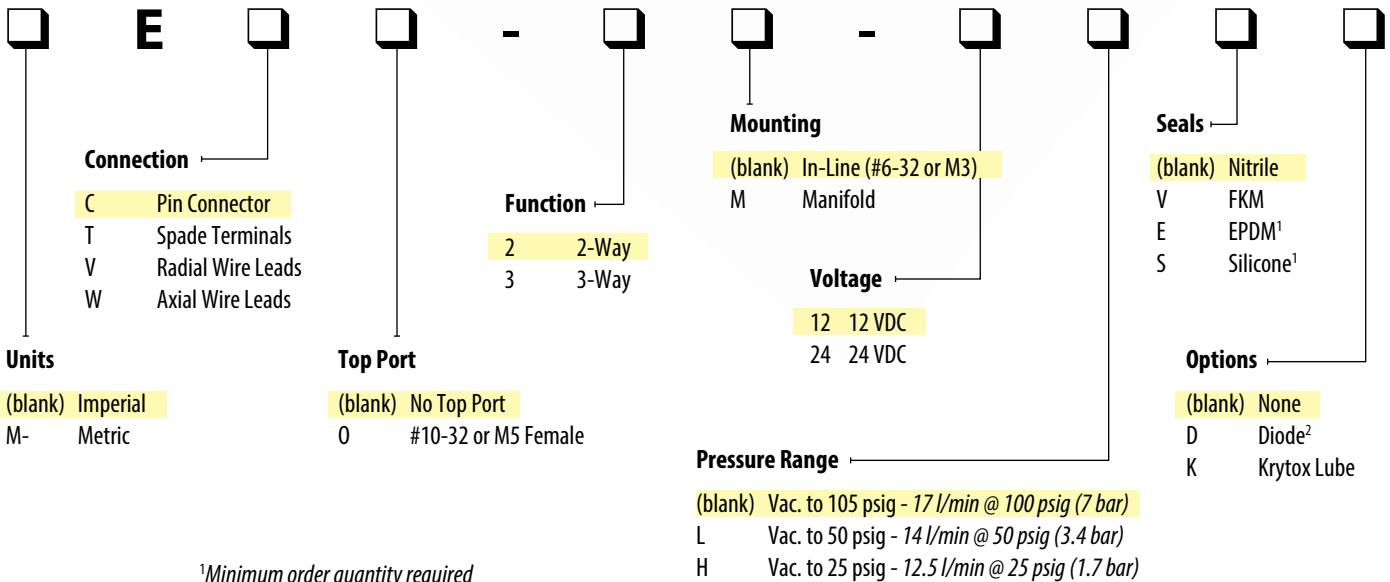 E - -
Mounting
(blank) In-Line (#6-32 or M3)
M Manifold
Seals
(blank) Nitrile
V FKM
E EPDM¹
S Silicone¹
Connection
C Pin Connector
T Spade Terminals
V Radial Wire Leads
W Axial Wire Leads
Function
2 2-Way
3 3-Way
Voltage
12 12 VDC
24 24 VDC
Units
(blank) Imperial
M- Metric
Top Port
(blank) No Top Port
O #10-32 or M5 Female
Options
(blank) None
D Diode²
K Krytox Lube
Pressure Range
(blank) Vac. to 105 psig - 17 l/min @ 100 psig (7 bar)
L Vac. to 50 psig - 14 l/min @ 50 psig (3.4 bar)
H Vac. to 25 psig - 12.5 l/min @ 25 psig (1.7 bar)
¹Minimum order quantity required